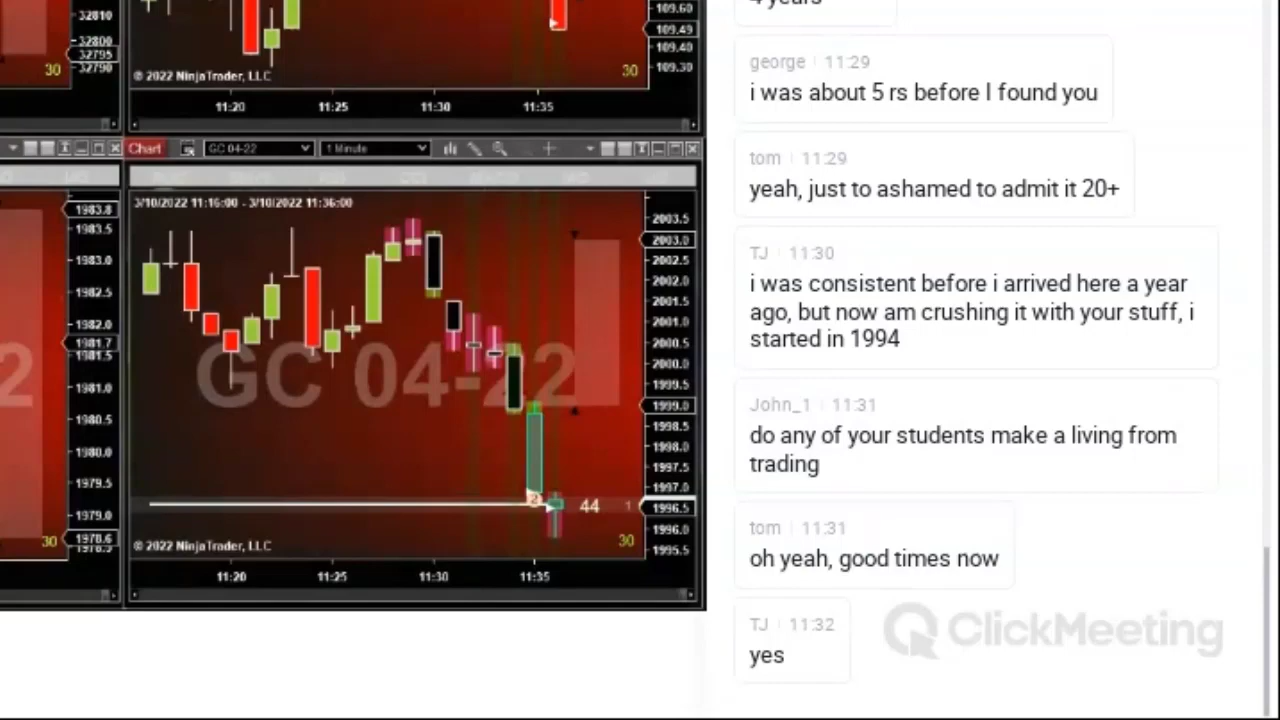 32810
32800
32795
32790
30
© 2022 NinjaTrader, LLC
11:20
11:25
11:30
11:35
30
109.60
109.49
109.40
109.30
Chart
GC 04-22
1 Minute
1983.8
1983.5
1983.0
1982.5
1982.0
1981.7
1981.5
1981.0
1980.5
1980.0
1979.5
1979.0
1978.6
1978.5
30
2
3/10/2022 11:16:00 - 3/10/2022 11:36:00
GC 04-22
2
44
1
30
© 2022 NinjaTrader, LLC
11:20
11:25
11:30
11:35
2003.5
2003.0
2002.5
2002.0
2001.5
2001.0
2000.5
2000.0
1999.5
1999.0
1998.5
1998.0
1997.5
1997.0
1996.5
1996.0
1995.5
4 years
george 11:29
i was about 5 rs before I found you
tom 11:29
yeah, just to ashamed to admit it 20+
TJ 11:30
i was consistent before i arrived here a year
ago, but now am crushing it with your stuff, i
started in 1994
John_1 11:31
do any of your students make a living from
trading
tom 11:31
oh yeah, good times now
TJ 11:32
yes
ClickMeeting